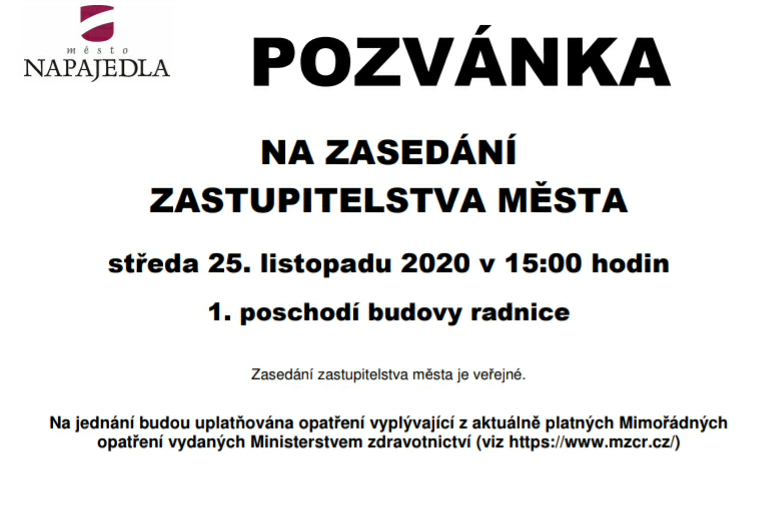 město
NAPAJEDLA
POZVÁNKA
NA ZASEDÁNÍ
ZASTUPITELSTVA MĚSTA
středa 25. listopadu 2020 v 15:00 hodin
1. poschodí budovy radnice
Zasedání zastupitelstva města je veřejné.
Na jednání budou uplatňována opatření vyplývající z aktuálně platných Mimořádných
opatření vydaných Ministerstvem zdravotnictví (viz https://www.mzcr.cz/)